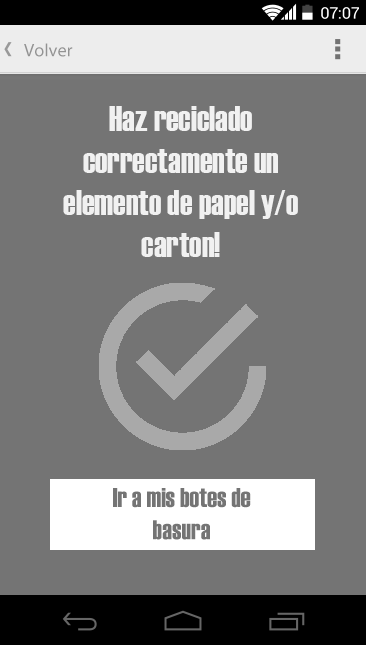 07:07
Volver
Haz reciclado
correctamente un
elemento de papel y/o
carton!
Ir a mis botes de
basura